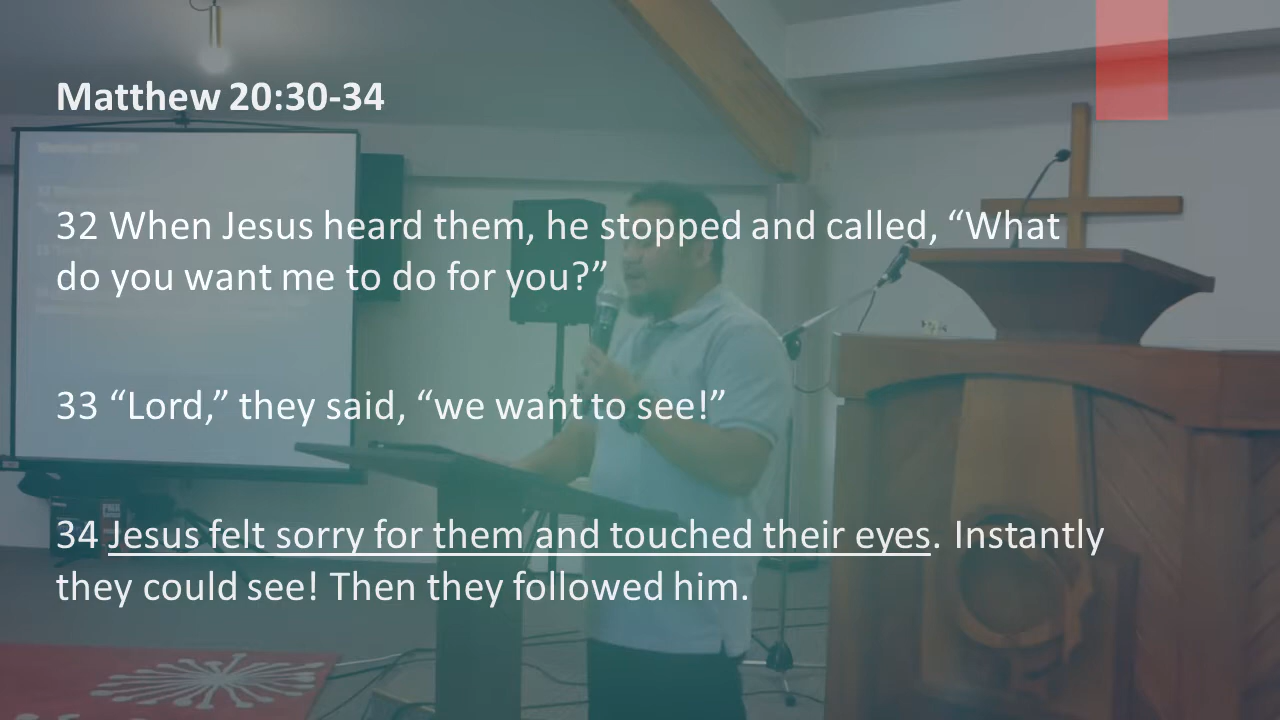 Matthew 20:30-34
32 When Jesus heard them, he stopped and called, “What
do you want me to do for you?”
33 “Lord,” they said, “we want to see!”
34 Jesus felt sorry for them and touched their eyes. Instantly
they could see! Then they followed him.